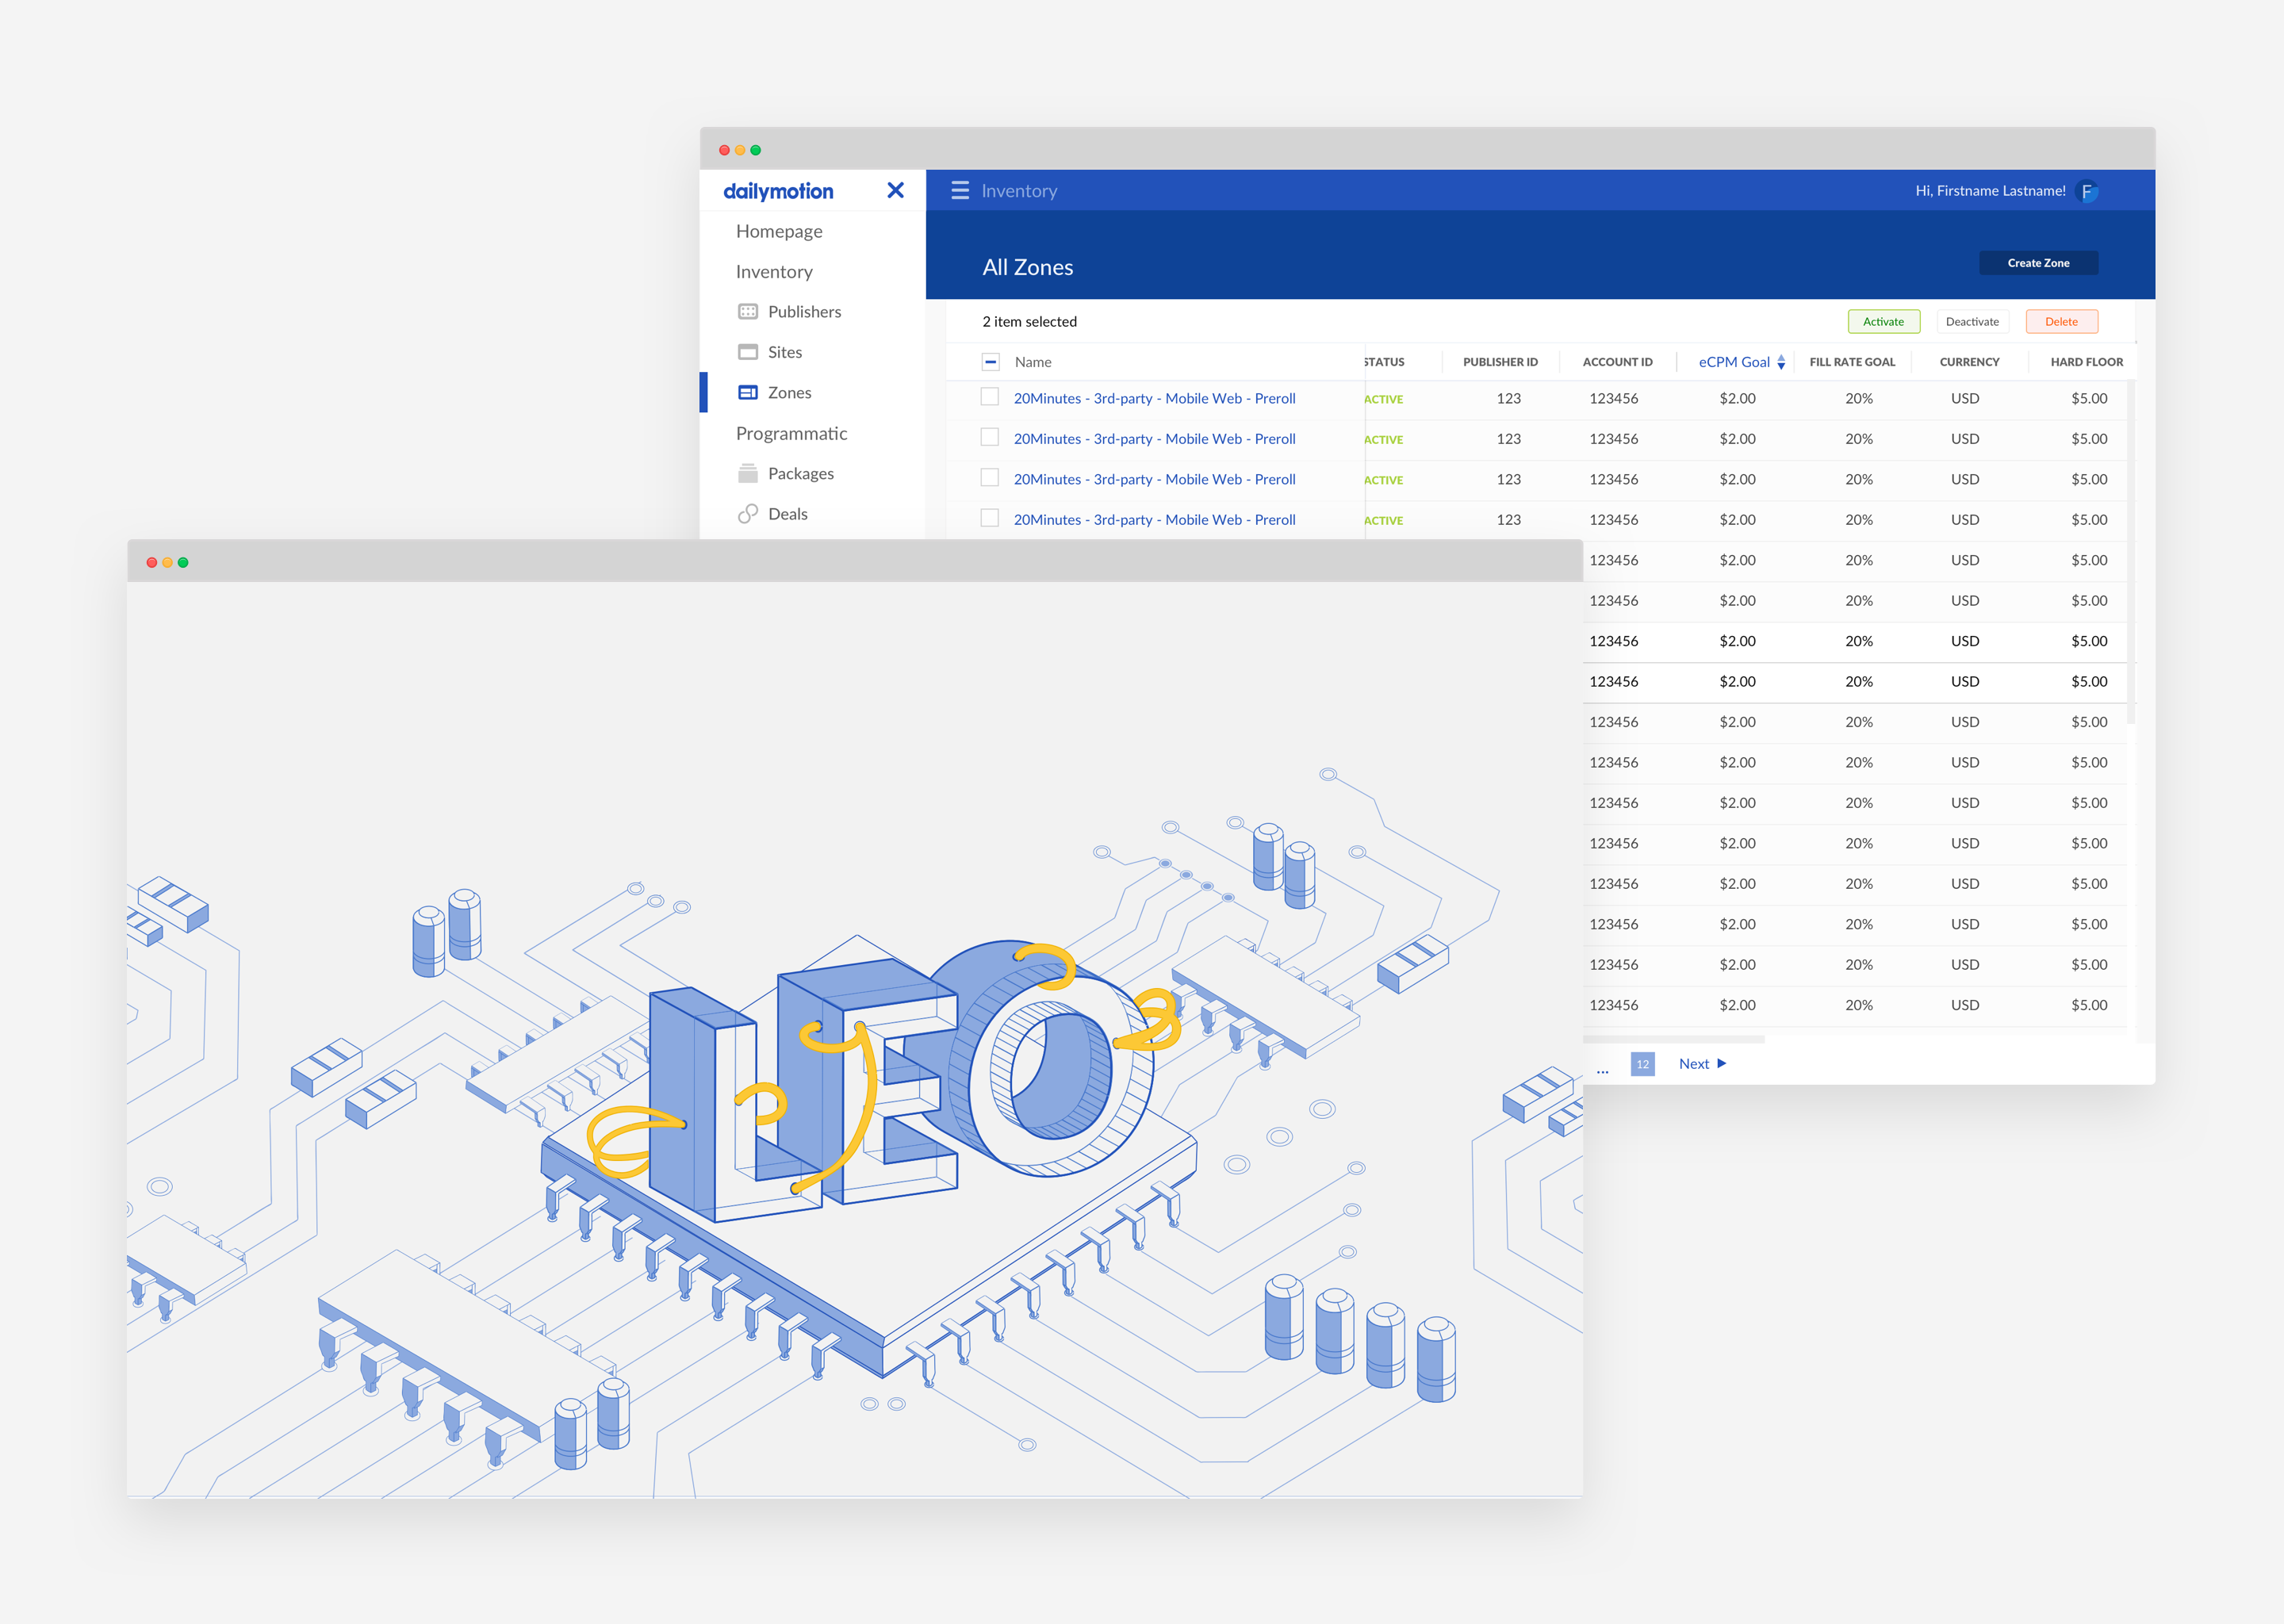 dailymotion
Inventory
Hi, Firstname Lastname! F
Homepage
Inventory
Publishers
Sites
Zones
Programmatic
Packages
Deals
All Zones
Create Zone
2 item selected
Activate Deactivate Delete
Name STATUS PUBLISHER ID ACCOUNT ID eCPM Goal FILL RATE GOAL CURRENCY HARD FLOOR
20Minutes - 3rd-party - Mobile Web - Preroll ACTIVE 123 123456 $2.00 20% USD $5.00
20Minutes - 3rd-party - Mobile Web - Preroll ACTIVE 123 123456 $2.00 20% USD $5.00
20Minutes - 3rd-party - Mobile Web - Preroll ACTIVE 123 123456 $2.00 20% USD $5.00
20Minutes - 3rd-party - Mobile Web - Preroll ACTIVE 123 123456 $2.00 20% USD $5.00
123456 $2.00 20% USD $5.00
123456 $2.00 20% USD $5.00
123456 $2.00 20% USD $5.00
123456 $2.00 20% USD $5.00
123456 $2.00 20% USD $5.00
123456 $2.00 20% USD $5.00
123456 $2.00 20% USD $5.00
123456 $2.00 20% USD $5.00
123456 $2.00 20% USD $5.00
123456 $2.00 20% USD $5.00
123456 $2.00 20% USD $5.00
123456 $2.00 20% USD $5.00
... 12 Next
LEO